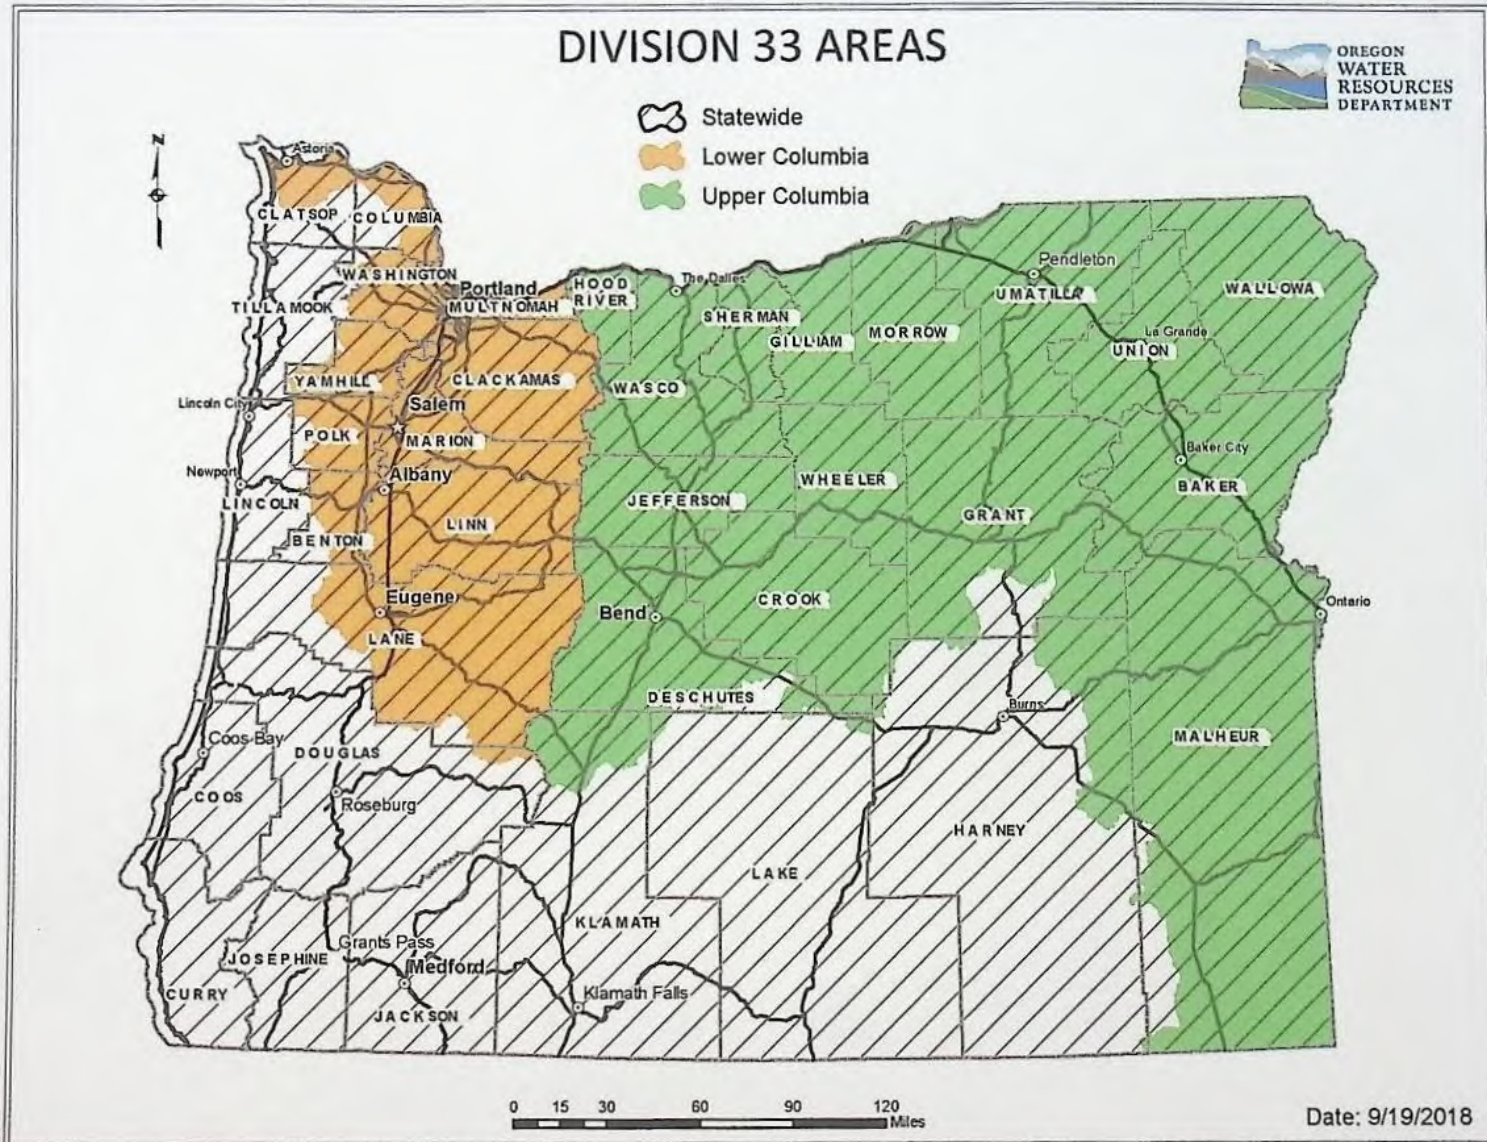 DIVISION 33 AREAS
OREGON
WATER
RESOURCES
DEPARTMENT
Statewide
Lower Columbia
Upper Columbia
N
Astoria
CLATSOP
COLUMBIA
WASHINGTON
Portland
MULTNOMAH
HOOD
RIVER
The Dalles
Pendleton
TILLAMOOK
SHERMAN
GILLIAM
MORROW
UMATILLA
WALLOWA
La Grande
UNION
YAMHILL
CLACKAMAS
WASCO
Lincoln City
Salem
POLK
MARION
Baker City
Newport
Albany
LINCOLN
JEFFERSON
WHEELER
BAKER
LINN
GRANT
BENTON
Eugene
Bend
CROOK
Ontario
LANE
DESCHUTES
Burns
Coos Bay
DOUGLAS
MALHEUR
COOS
Roseburg
HARNEY
LAKE
KLAMATH
Grants Pass
JOSEPHINE
Medford
CURRY
Klamath Falls
JACKSON
0 15 30 60 90 120
Miles
Date: 9/19/2018